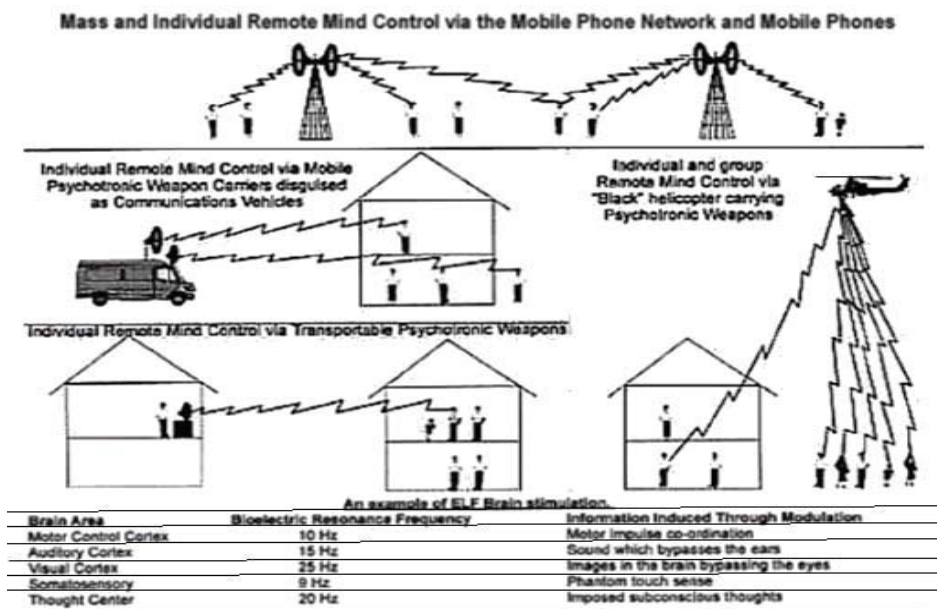 Mass and Individual Remote Mind Control via the Mobile Phone Network and Mobile Phones
Individual Remote Mind Control via Mobile
Psychotronic Weapon Carriers disguised
as Communications Vehicles
Individual and group
Remote Mind Control via
"Black" helicopter carrying
Psychotronic Weapons
Individual Remote Mind Control via Transportable Psychotronic Weapons
An example of ELF Brain stimulation.
Brain Area Bioelectric Resonance Frequency Information Induced Through Modulation
Motor Control Cortex 10 Hz Motor Impulse co-ordination
Auditory Cortex 15 Hz Sound which bypasses the ears
Visual Cortex 25 Hz Images in the brain bypassing the eyes
Somatosensory 9 Hz Phantom touch sense
Thought Center 20 Hz Imposed subconscious thoughts